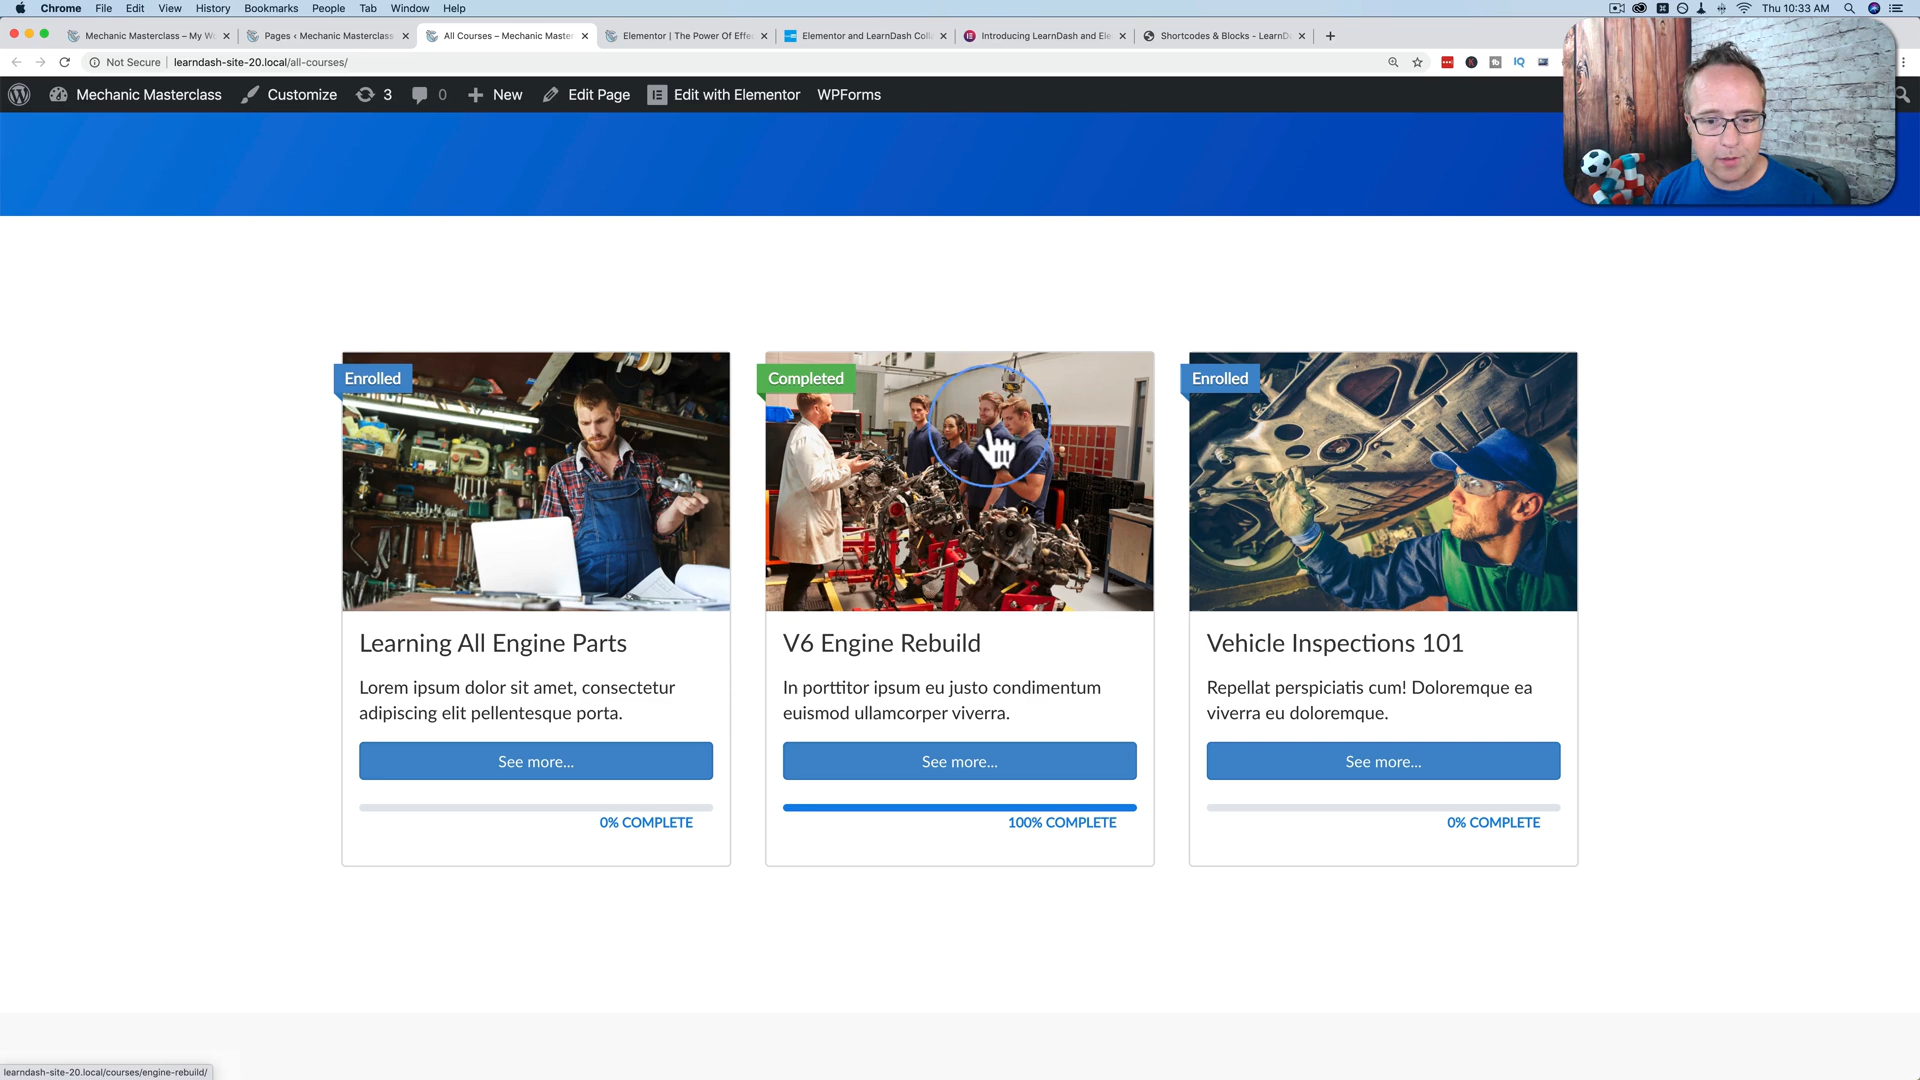 Chrome File Edit View History Bookmarks People Tab Window Help Thu 10:33 AM
Mechanic Masterclass – My Wo Pages ‹ Mechanic Masterclass All Courses – Mechanic Master Elementor | The Power Of Effec Elementor and LearnDash Colla Introducing LearnDash and Ele Shortcodes & Blocks - LearnDa
Not Secure learndash-site-20.local/all-courses/ IQ
Mechanic Masterclass Customize 3 0 New Edit Page Edit with Elementor WPForms
Enrolled
Completed
Enrolled
Learning All Engine Parts
Lorem ipsum dolor sit amet, consectetur
adipiscing elit pellentesque porta.
See more...
0% COMPLETE
V6 Engine Rebuild
In porttitor ipsum eu justo condimentum
euismod ullamcorper viverra.
See more...
100% COMPLETE
Vehicle Inspections 101
Repellat perspiciatis cum! Doloremque ea
viverra eu doloremque.
See more...
0% COMPLETE
learndash-site-20.local/courses/engine-rebuild/